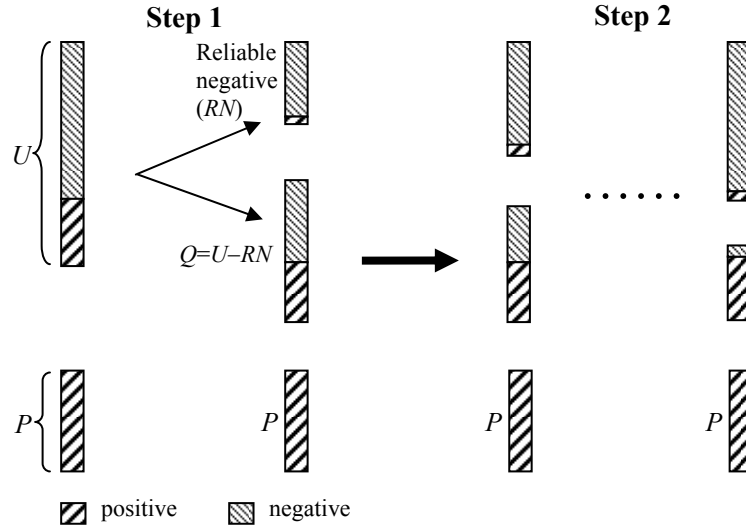 Step 1
Step 2
Reliable
negative
(RN)
U
Q=U–RN
......
P
P
P
P
positive
negative